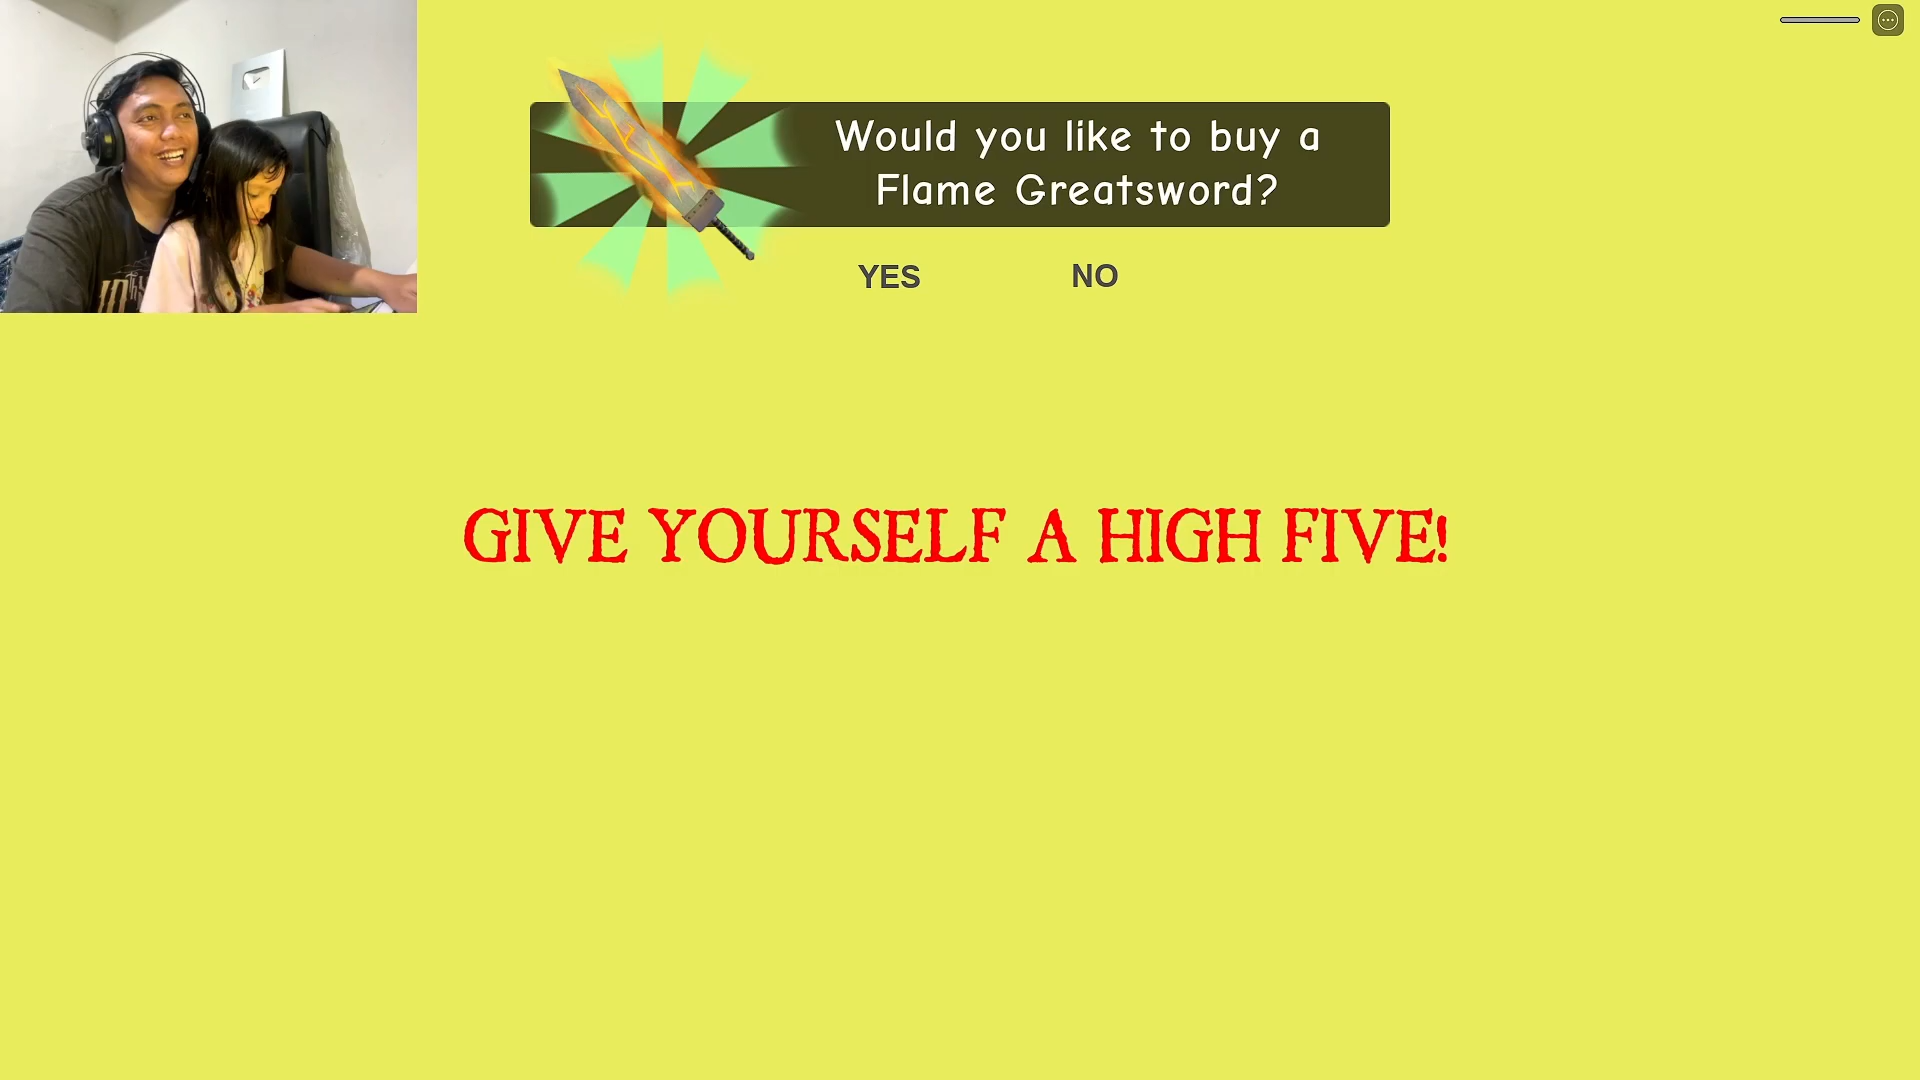 Would you like to buy a
Flame Greatsword?
YES NO
GIVE YOURSELF A HIGH FIVE!